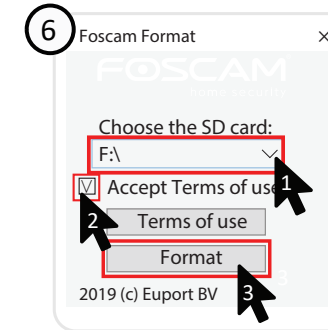 6
Foscam Format ×
FOSCAM
home security
Choose the SD card:
F:\
1
V Accept Terms of use
2
Terms of use
Format
2019 (c) Euport BV
3